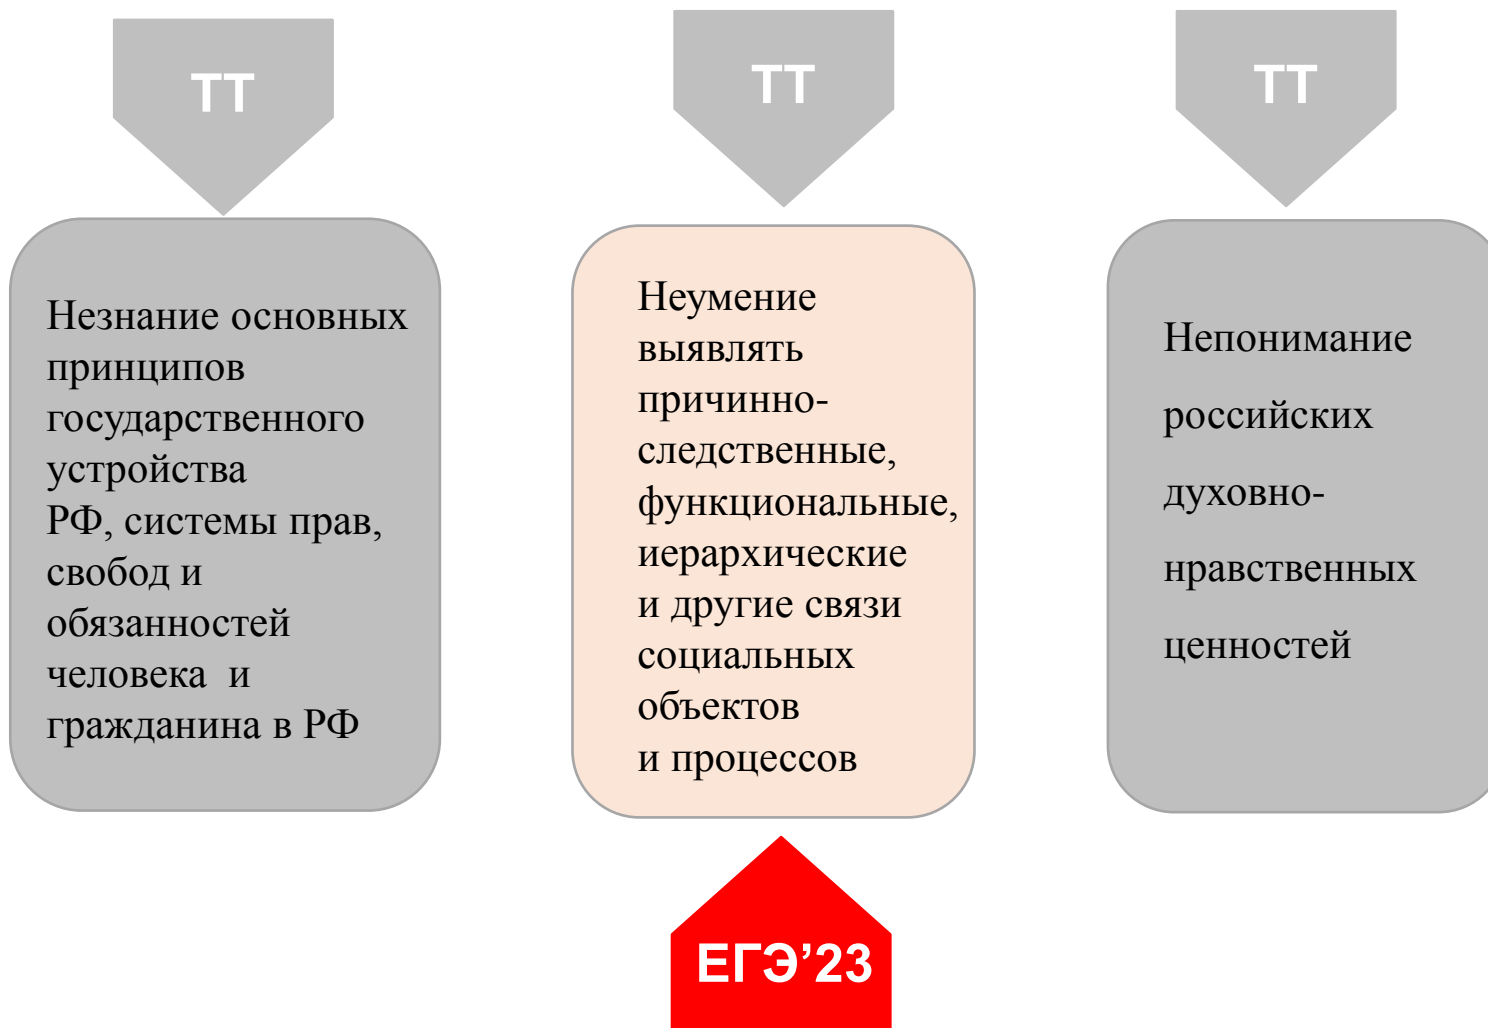 ТТ
ТТ
ТТ
Незнание основных
принципов
государственного
устройства
РФ, системы прав,
свобод и
обязанностей
человека и
гражданина в РФ
Неумение
выявлять
причинно-
следственные,
функциональные,
иерархические
и другие связи
социальных
объектов
и процессов
Непонимание
российских
духовно-
нравственных
ценностей
ЕГЭ’23